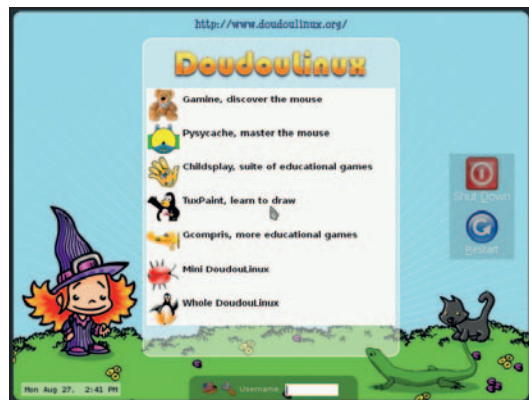 http://www.doudoulinux.org/
DoudouLinux
Gamine, discover the mouse
Pysycache, master the mouse
Childsplay, suite of educational games
TuxPaint, learn to draw
Gcompris, more educational games
Mini DoudouLinux
Whole DoudouLinux
Shut Down
Restart
Mon Aug 27, 2:41 PM
Username: